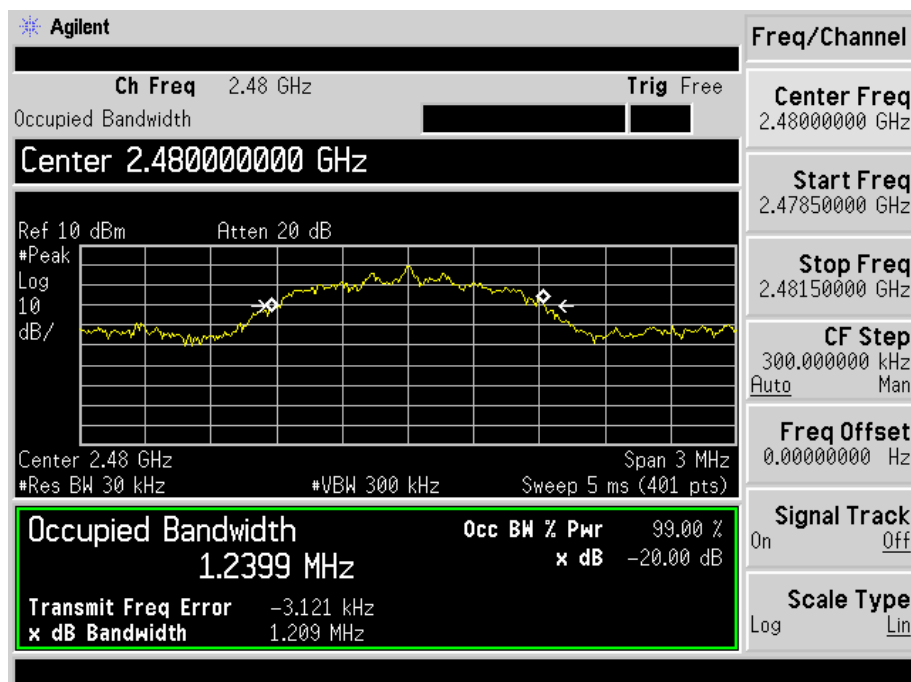 Agilent
Freq/Channel
Ch Freq 2.48 GHz Trig Free
Occupied Bandwidth
Center 2.480000000 GHz
Ref 10 dBm Atten 20 dB
#Peak
Log
10
dB/
Center 2.48 GHz Span 3 MHz
#Res BW 30 kHz #VBW 300 kHz Sweep 5 ms (401 pts)
Occupied Bandwidth
1.2399 MHz
Occ BW % Pwr 99.00 %
x dB -20.00 dB
Transmit Freq Error -3.121 kHz
x dB Bandwidth 1.209 MHz
Center Freq
2.48000000 GHz
Start Freq
2.47850000 GHz
Stop Freq
2.48150000 GHz
CF Step
300.000000 kHz
Auto Man
Freq Offset
0.00000000 Hz
Signal Track
On Off
Scale Type
Log Lin